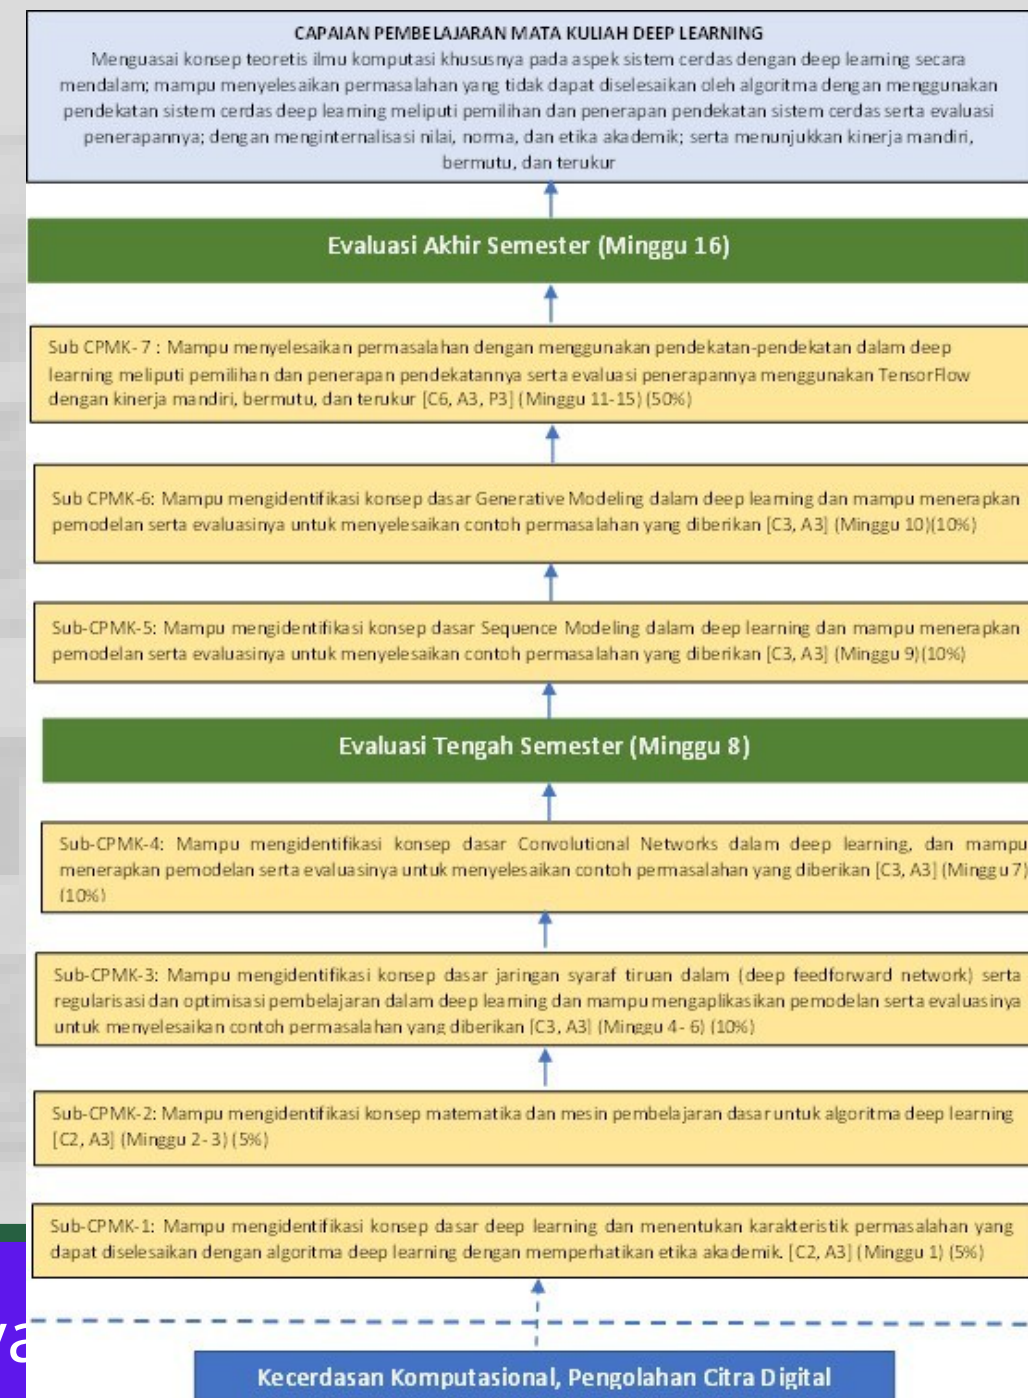 CAPAIAN PEMBELAJARAN MATA KULIAH DEEP LEARNING
Menguasai konsep teoretis ilmu komputasi khususnya pada aspek sistem cerdas dengan deep learning secara
mendalam; mampu menyelesaikan permasalahan yang tidak dapat diselesaikan oleh algoritma dengan menggunakan
pendekatan sistem cerdas deep learning meliputi pemilihan dan penerapan pendekatan sistem cerdas serta evaluasi
penerapannya; dengan menginternalisasi nilai, norma, dan etika akademik; serta menunjukkan kinerja mandiri,
bermutu, dan terukur
Evaluasi Akhir Semester (Minggu 16)
Sub CPMK- 7 : Mampu menyelesaikan permasalahan dengan menggunakan pendekatan-pendekatan dalam deep
learning meliputi pemilihan dan penerapan pendekatannya serta evaluasi penerapannya menggunakan TensorFlow
dengan kinerja mandiri, bermutu, dan terukur [C6, A3, P3] (Minggu 11-15) (50%)
Sub CPMK-6: Mampu mengidentifikasi konsep dasar Generative Modeling dalam deep learning dan mampu menerapkan
pemodelan serta evaluasinya untuk menyelesaikan contoh permasalahan yang diberikan [C3, A3] (Minggu 10)(10%)
Sub-CPMK-5: Mampu mengidentifikasi konsep dasar Sequence Modeling dalam deep learning dan mampu menerapkan
pemodelan serta evaluasinya untuk menyelesaikan contoh permasalahan yang diberikan [C3, A3] (Minggu 9)(10%)
Evaluasi Tengah Semester (Minggu 8)
Sub-CPMK-4: Mampu mengidentifikasi konsep dasar Convolutional Networks dalam deep learning, dan mampu
menerapkan pemodelan serta evaluasinya untuk menyelesaikan contoh permasalahan yang diberikan [C3, A3] (Minggu 7)
(10%)
Sub-CPMK-3: Mampu mengidentifikasi konsep dasar jaringan syaraf tiruan dalam (deep feedforward network) serta
regularisasi dan optimisasi pembelajaran dalam deep learning dan mampu mengaplikasikan pemodelan serta evaluasinya
untuk menyelesaikan contoh permasalahan yang diberikan [C3, A3] (Minggu 4- 6) (10%)
Sub-CPMK-2: Mampu mengidentifikasi konsep matematika dan mesin pembelajaran dasar untuk algoritma deep learning
[C2, A3] (Minggu 2- 3) (5%)
Sub-CPMK-1: Mampu mengidentifikasi konsep dasar deep learning dan menentukan karakteristik permasalahan yang
dapat diselesaikan dengan algoritma deep learning dengan memperhatikan etika akademik. [C2, A3] (Minggu 1) (5%)
Kecerdasan Komputasional, Pengolahan Citra Digital